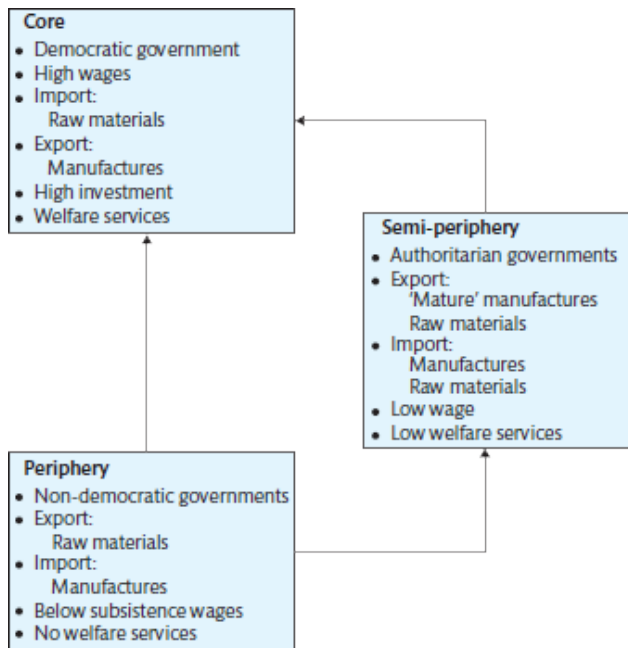 Core
• Democratic government
• High wages
• Import:
Raw materials
• Export:
Manufactures
• High investment
• Welfare services
Semi-periphery
• Authoritarian governments
• Export:
‘Mature’ manufactures
Raw materials
• Import:
Manufactures
Raw materials
• Low wage
• Low welfare services
Periphery
• Non-democratic governments
• Export:
Raw materials
• Import:
Manufactures
• Below subsistence wages
• No welfare services